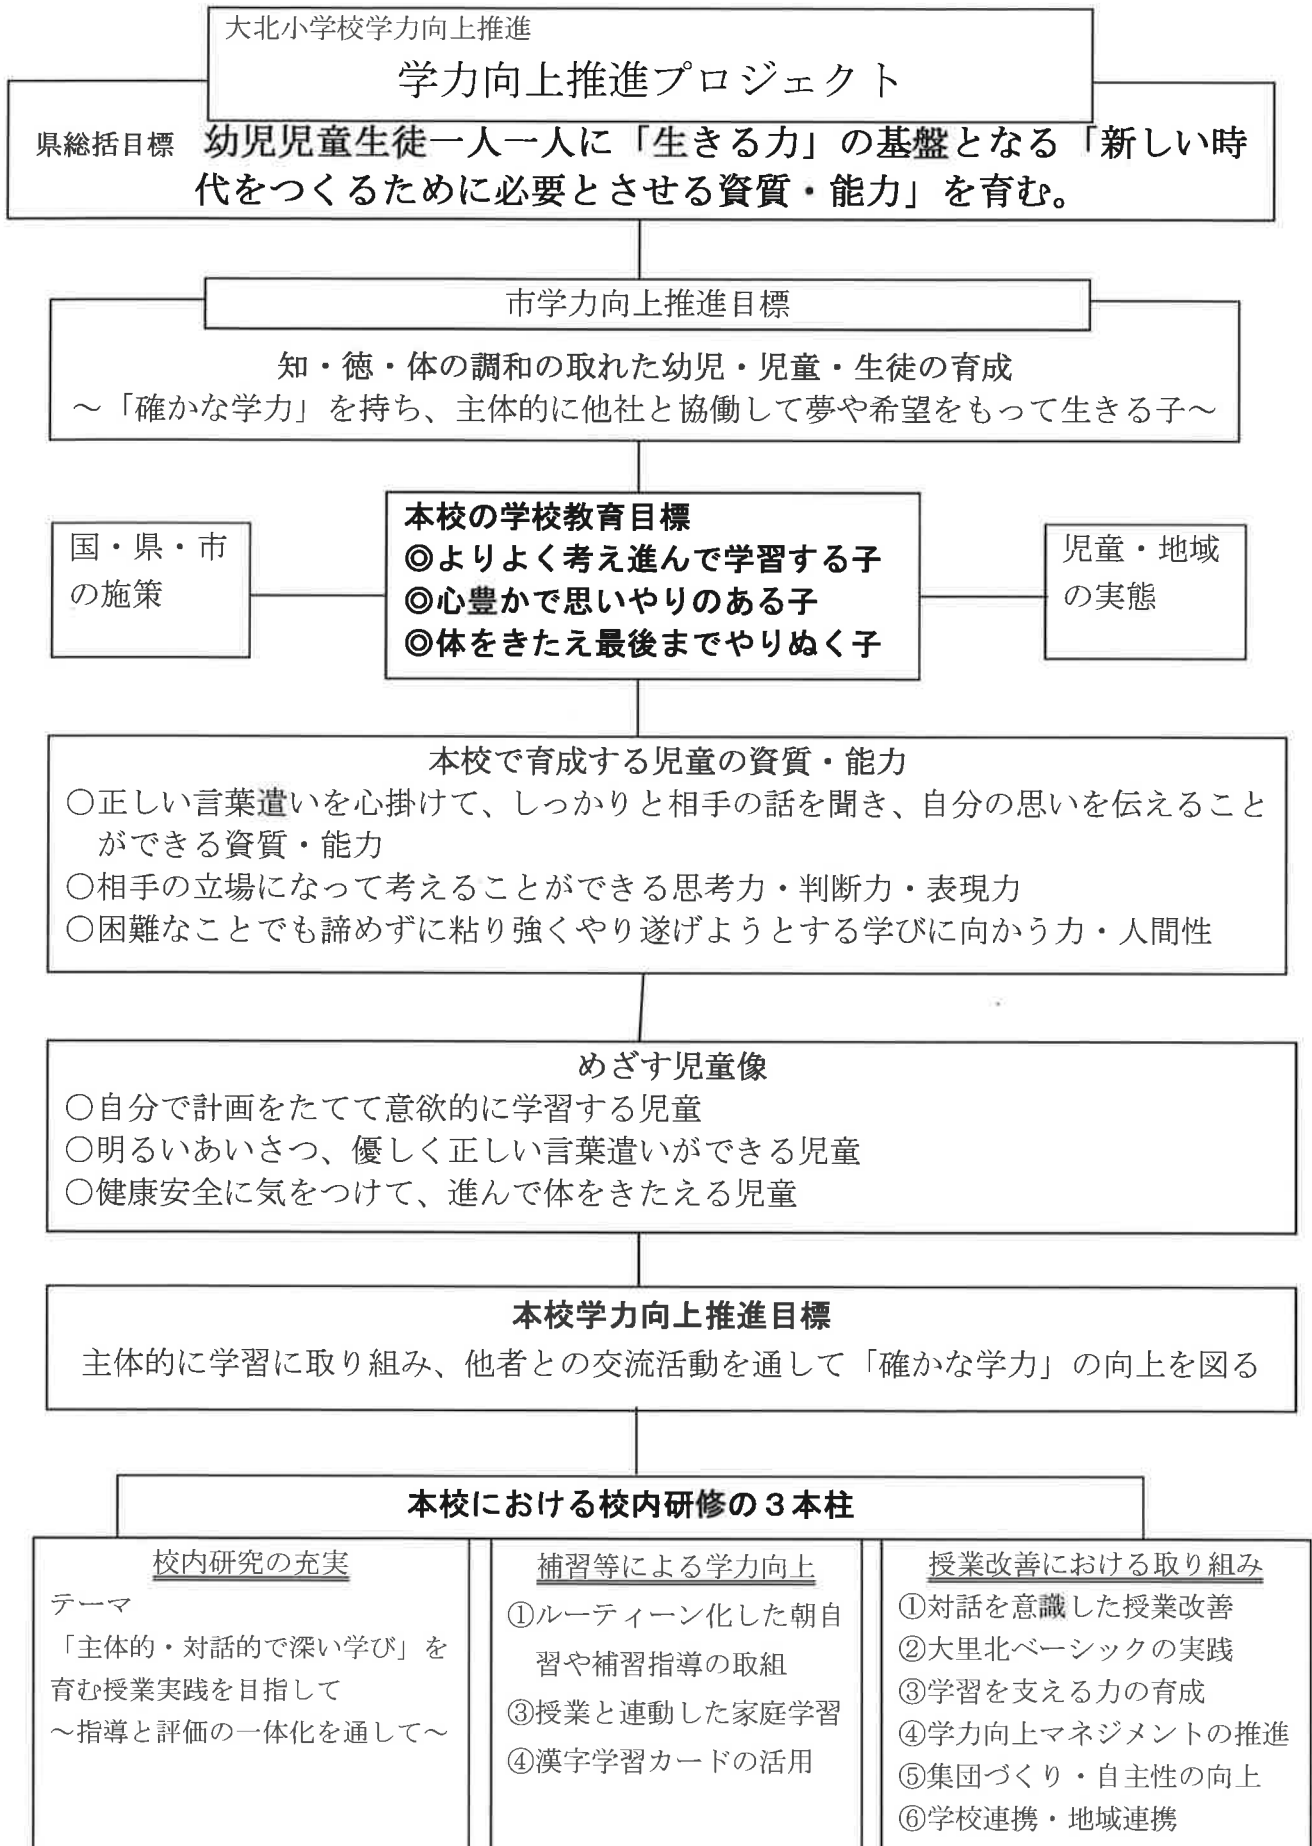 大北小学校学力向上推進
学力向上推進プロジェクト
県総括目標 幼児児童生徒一人一人に「生きる力」の基盤となる「新しい時
代をつくるために必要とさせる資質・能力」を育む。
市学力向上推進目標
知・徳・体の調和の取れた幼児・児童・生徒の育成
～「確かな学力」を持ち、主体的に他社と協働して夢や希望をもって生きる子～
国・県・市
の施策
本校の学校教育目標
◎よりよく考え進んで学習する子
◎心豊かで思いやりのある子
◎体をきたえ最後までやりぬく子
児童・地域
の実態
本校で育成する児童の資質・能力
○正しい言葉遣いを心掛けて、しっかりと相手の話を聞き、自分の思いを伝えること
ができる資質・能力
○相手の立場になって考えることができる思考力・判断力・表現力
○困難なことでも諦めずに粘り強くやり遂げようとする学びに向かう力・人間性
めざす児童像
○自分で計画をたてて意欲的に学習する児童
○明るいあいさつ、優しく正しい言葉遣いができる児童
○健康安全に気をつけて、進んで体をきたえる児童
本校学力向上推進目標
主体的に学習に取り組み、他者との交流活動を通して「確かな学力」の向上を図る
本校における校内研修の３本柱
校内研究の充実
テーマ
「主体的・対話的で深い学び」を
育む授業実践を目指して
～指導と評価の一体化を通して～
補習等による学力向上
①ルーティーン化した朝自
習や補習指導の取組
③授業と連動した家庭学習
④漢字学習カードの活用
授業改善における取り組み
①対話を意識した授業改善
②大里北ベーシックの実践
③学習を支える力の育成
④学力向上マネジメントの推進
⑤集団づくり・自主性の向上
⑥学校連携・地域連携